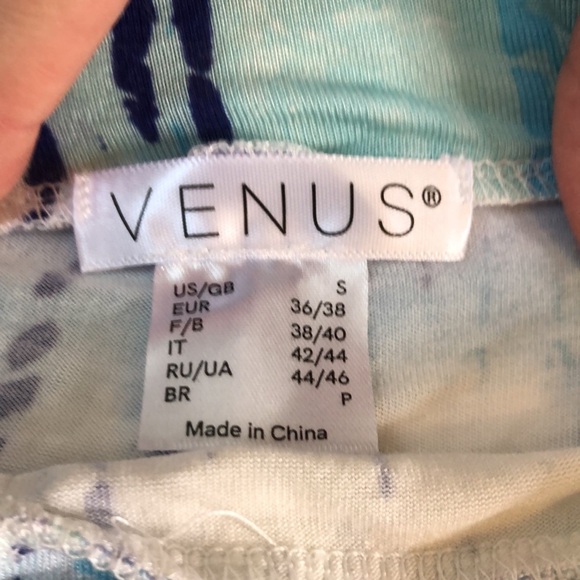 VENUS®
US/GB S
EUR 36/38
F/B 38/40
IT 42/44
RU/UA 44/46
BR P
Made in China